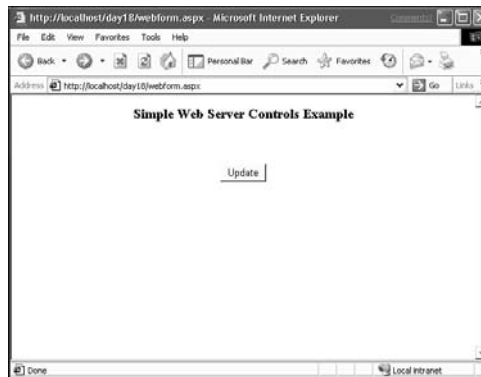 http://localhost/day18/webform.aspx - Microsoft Internet Explorer
File Edit View Favorites Tools Help
Back Personal Bar Search Favorites
Address http://localhost/day18/webform.aspx Go Links
Simple Web Server Controls Example
Update
Done Local intranet